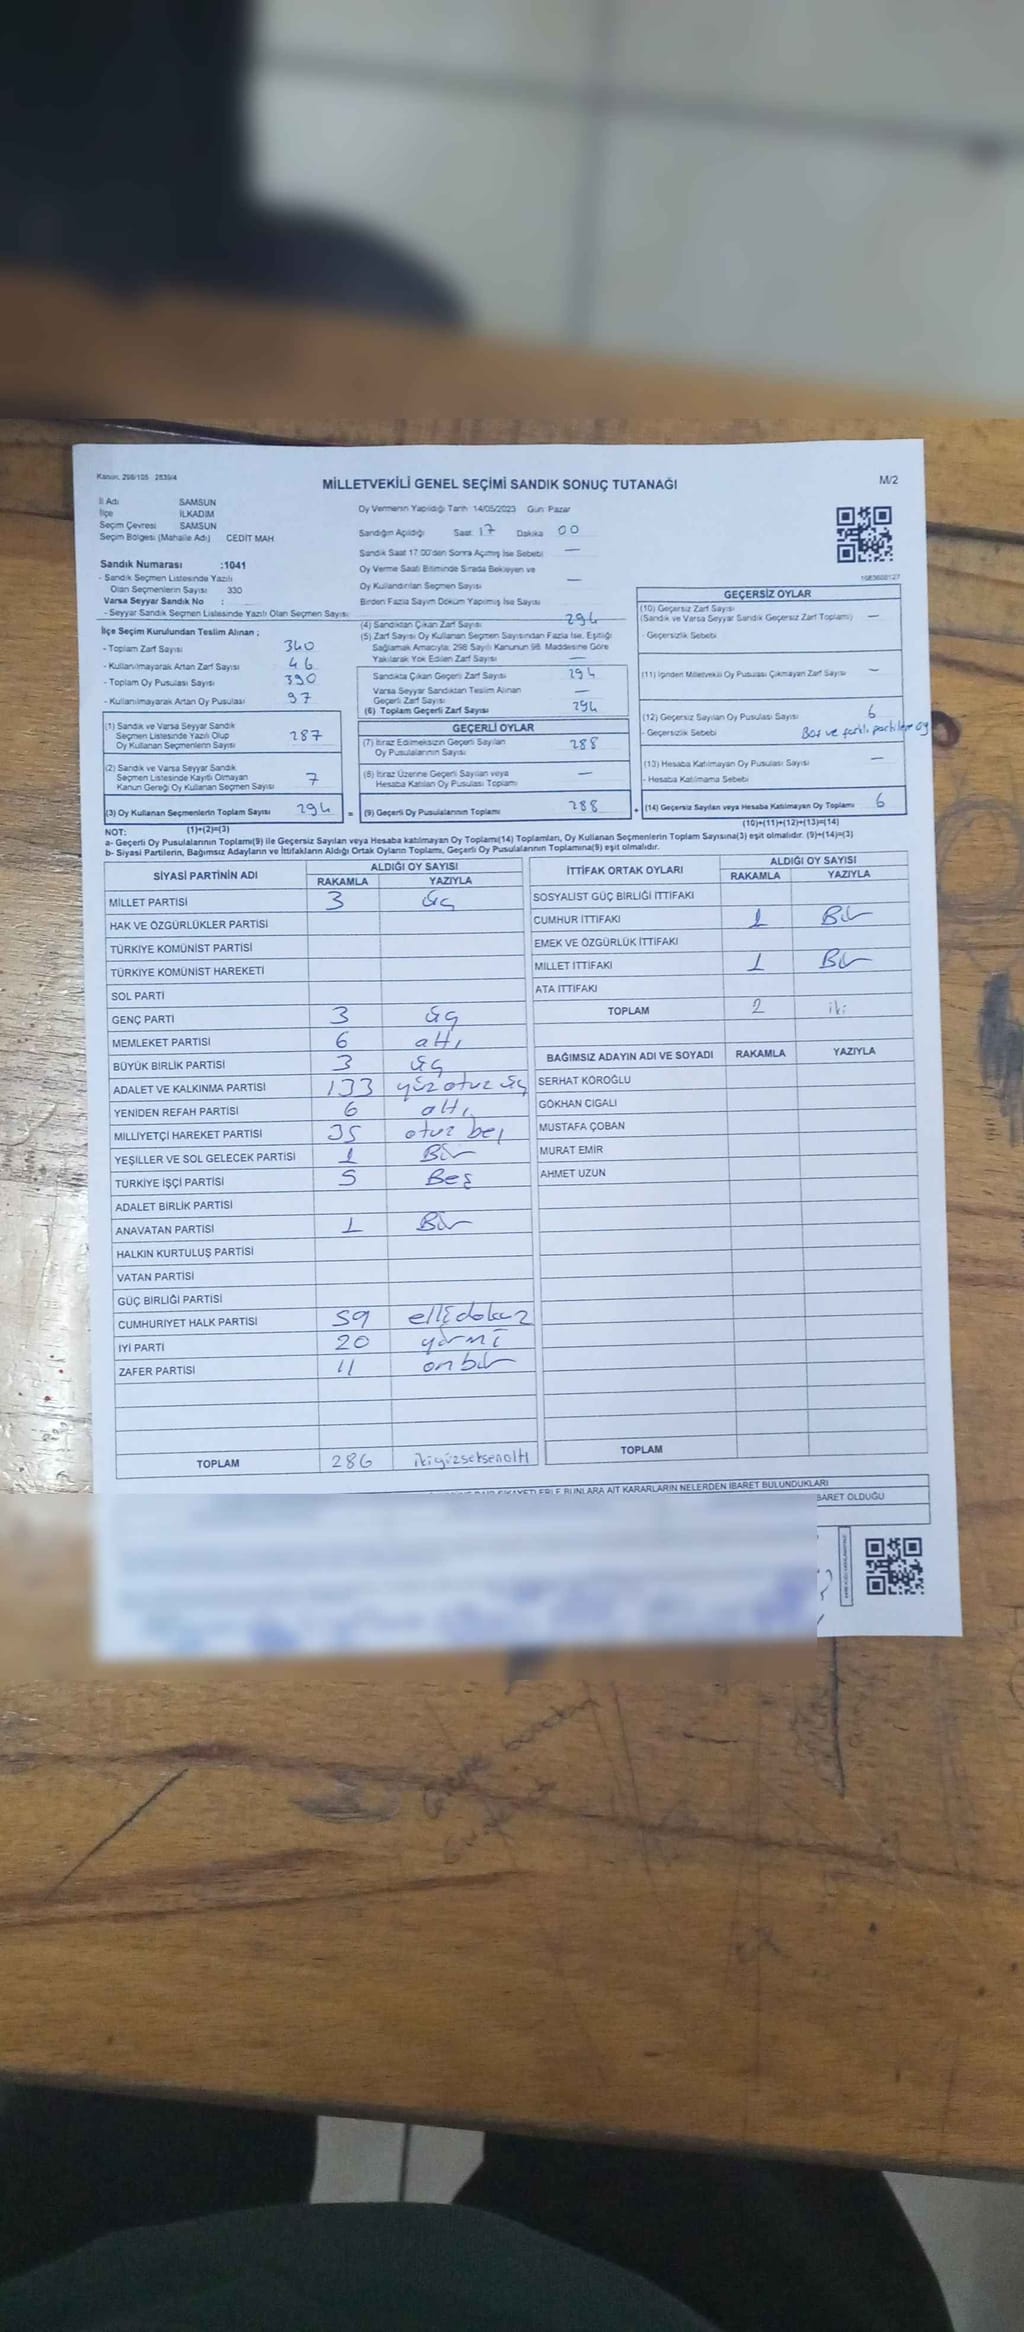 Kanun, 298/105 2839/4
MİLLETVEKİLİ GENEL SEÇİMİ SANDIK SONUÇ TUTANAĞI
M/2
İl Adı SAMSUN
İlçe İLKADIM
Seçim Çevresi SAMSUN
Seçim Bölgesi (Mahalle Adı) CEDİT MAH
Sandık Numarası :1041
- Sandık Seçmen Listesinde Yazılı
Olan Seçmenlerin Sayısı 330
Varsa Seyyar Sandık No :
- Seyyar Sandık Seçmen Listesinde Yazılı Olan Seçmen Sayısı:
Oy Vermenin Yapıldığı Tarih 14/05/2023 Gün: Pazar
Sandığın Açıldığı Saat: 17 Dakika 00
Sandık Saat 17:00'den Sonra Açılmış İse Sebebi —
Oy Verme Saati Bitiminde Sırada Bekleyen ve
Oy Kullandırılan Seçmen Sayısı —
Birden Fazla Sayım Döküm Yapılmış İse Sayısı
İlçe Seçim Kurulundan Teslim Alınan ;
- Toplam Zarf Sayısı 340
- Kullanılmayarak Artan Zarf Sayısı 46
- Toplam Oy Pusulası Sayısı 390
- Kullanılmayarak Artan Oy Pusulası 97
(1) Sandık ve Varsa Seyyar Sandık
Seçmen Listesinde Yazılı Olup
Oy Kullanan Seçmenlerin Sayısı 287
(2) Sandık ve Varsa Seyyar Sandık
Seçmen Listesinde Kayıtlı Olmayan
Kanun Gereği Oy Kullanan Seçmen Sayısı 7
(3) Oy Kullanan Seçmenlerin Toplam Sayısı 294 =
(1)+(2)=(3)
(4) Sandıktan Çıkan Zarf Sayısı 294
(5) Zarf Sayısı Oy Kullanan Seçmen Sayısından Fazla İse, Eşitliği
Sağlamak Amacıyla; 298 Sayılı Kanunun 98. Maddesine Göre
Yakılarak Yok Edilen Zarf Sayısı —
Sandıkta Çıkan Geçerli Zarf Sayısı 294
Varsa Seyyar Sandıktan Teslim Alınan
Geçerli Zarf Sayısı —
(6) Toplam Geçerli Zarf Sayısı 294
GEÇERLİ OYLAR
(7) İtiraz Edilmeksizin Geçerli Sayılan
Oy Pusulalarının Sayısı 288
(8) İtiraz Üzerine Geçerli Sayılan veya
Hesaba Katılan Oy Pusulası Toplamı —
(9) Geçerli Oy Pusulalarının Toplamı 288 +
GEÇERSİZ OYLAR
(10) Geçersiz Zarf Sayısı
(Sandık ve Varsa Seyyar Sandık Geçersiz Zarf Toplamı) —
- Geçersizlik Sebebi
(11) İçinden Milletvekili Oy Pusulası Çıkmayan Zarf Sayısı —
(12) Geçersiz Sayılan Oy Pusulası Sayısı 6
- Geçersizlik Sebebi Boş ve farklı partilere oy
(13) Hesaba Katılmayan Oy Pusulası Sayısı —
- Hesaba Katılmama Sebebi
(14) Geçersiz Sayılan veya Hesaba Katılmayan Oy Toplamı 6
(10)+(11)+(12)+(13)=(14)
NOT:
a- Geçerli Oy Pusulalarının Toplamı(9) ile Geçersiz Sayılan veya Hesaba katılmayan Oy Toplamı(14) Toplamları, Oy Kullanan Seçmenlerin Toplam Sayısına(3) eşit olmalıdır. (9)+(14)=(3)
b- Siyasi Partilerin, Bağımsız Adayların ve İttifakların Aldığı Ortak Oyların Toplamı, Geçerli Oy Pusulalarının Toplamına(9) eşit olmalıdır.
SİYASİ PARTİNİN ADI ALDIĞI OY SAYISI
RAKAMLA YAZIYLA
MİLLET PARTİSİ 3 üç
HAK VE ÖZGÜRLÜKLER PARTİSİ
TÜRKİYE KOMÜNİST PARTİSİ
TÜRKİYE KOMÜNİST HAREKETİ
SOL PARTİ
GENÇ PARTİ 3 üç
MEMLEKET PARTİSİ 6 altı
BÜYÜK BİRLİK PARTİSİ 3 üç
ADALET VE KALKINMA PARTİSİ 133 yüz otuz üç
YENİDEN REFAH PARTİSİ 6 altı
MİLLİYETÇİ HAREKET PARTİSİ 35 otuz beş
YEŞİLLER VE SOL GELECEK PARTİSİ 1 Bir
TÜRKİYE İŞÇİ PARTİSİ 5 Beş
ADALET BİRLİK PARTİSİ
ANAVATAN PARTİSİ 1 Bir
HALKIN KURTULUŞ PARTİSİ
VATAN PARTİSİ
GÜÇ BİRLİĞİ PARTİSİ
CUMHURİYET HALK PARTİSİ 59 ellidokuz
İYİ PARTİ 20 yirmi
ZAFER PARTİSİ 11 onbir
TOPLAM 286 ikiyüzseksenaltı
İTTİFAK ORTAK OYLARI ALDIĞI OY SAYISI
RAKAMLA YAZIYLA
SOSYALİST GÜÇ BİRLİĞİ İTTİFAKI
CUMHUR İTTİFAKI 1 Bir
EMEK VE ÖZGÜRLÜK İTTİFAKI
MİLLET İTTİFAKI 1 Bir
ATA İTTİFAKI
TOPLAM 2 iki
BAĞIMSIZ ADAYIN ADI VE SOYADI RAKAMLA YAZIYLA
SERHAT KÖROĞLU
GÖKHAN CIGALI
MUSTAFA ÇOBAN
MURAT EMİR
AHMET UZUN
TOPLAM
BUNLARA AİT KARARLARIN NELERDEN İBARET BULUNDUKLARI
İBARET OLDUĞU